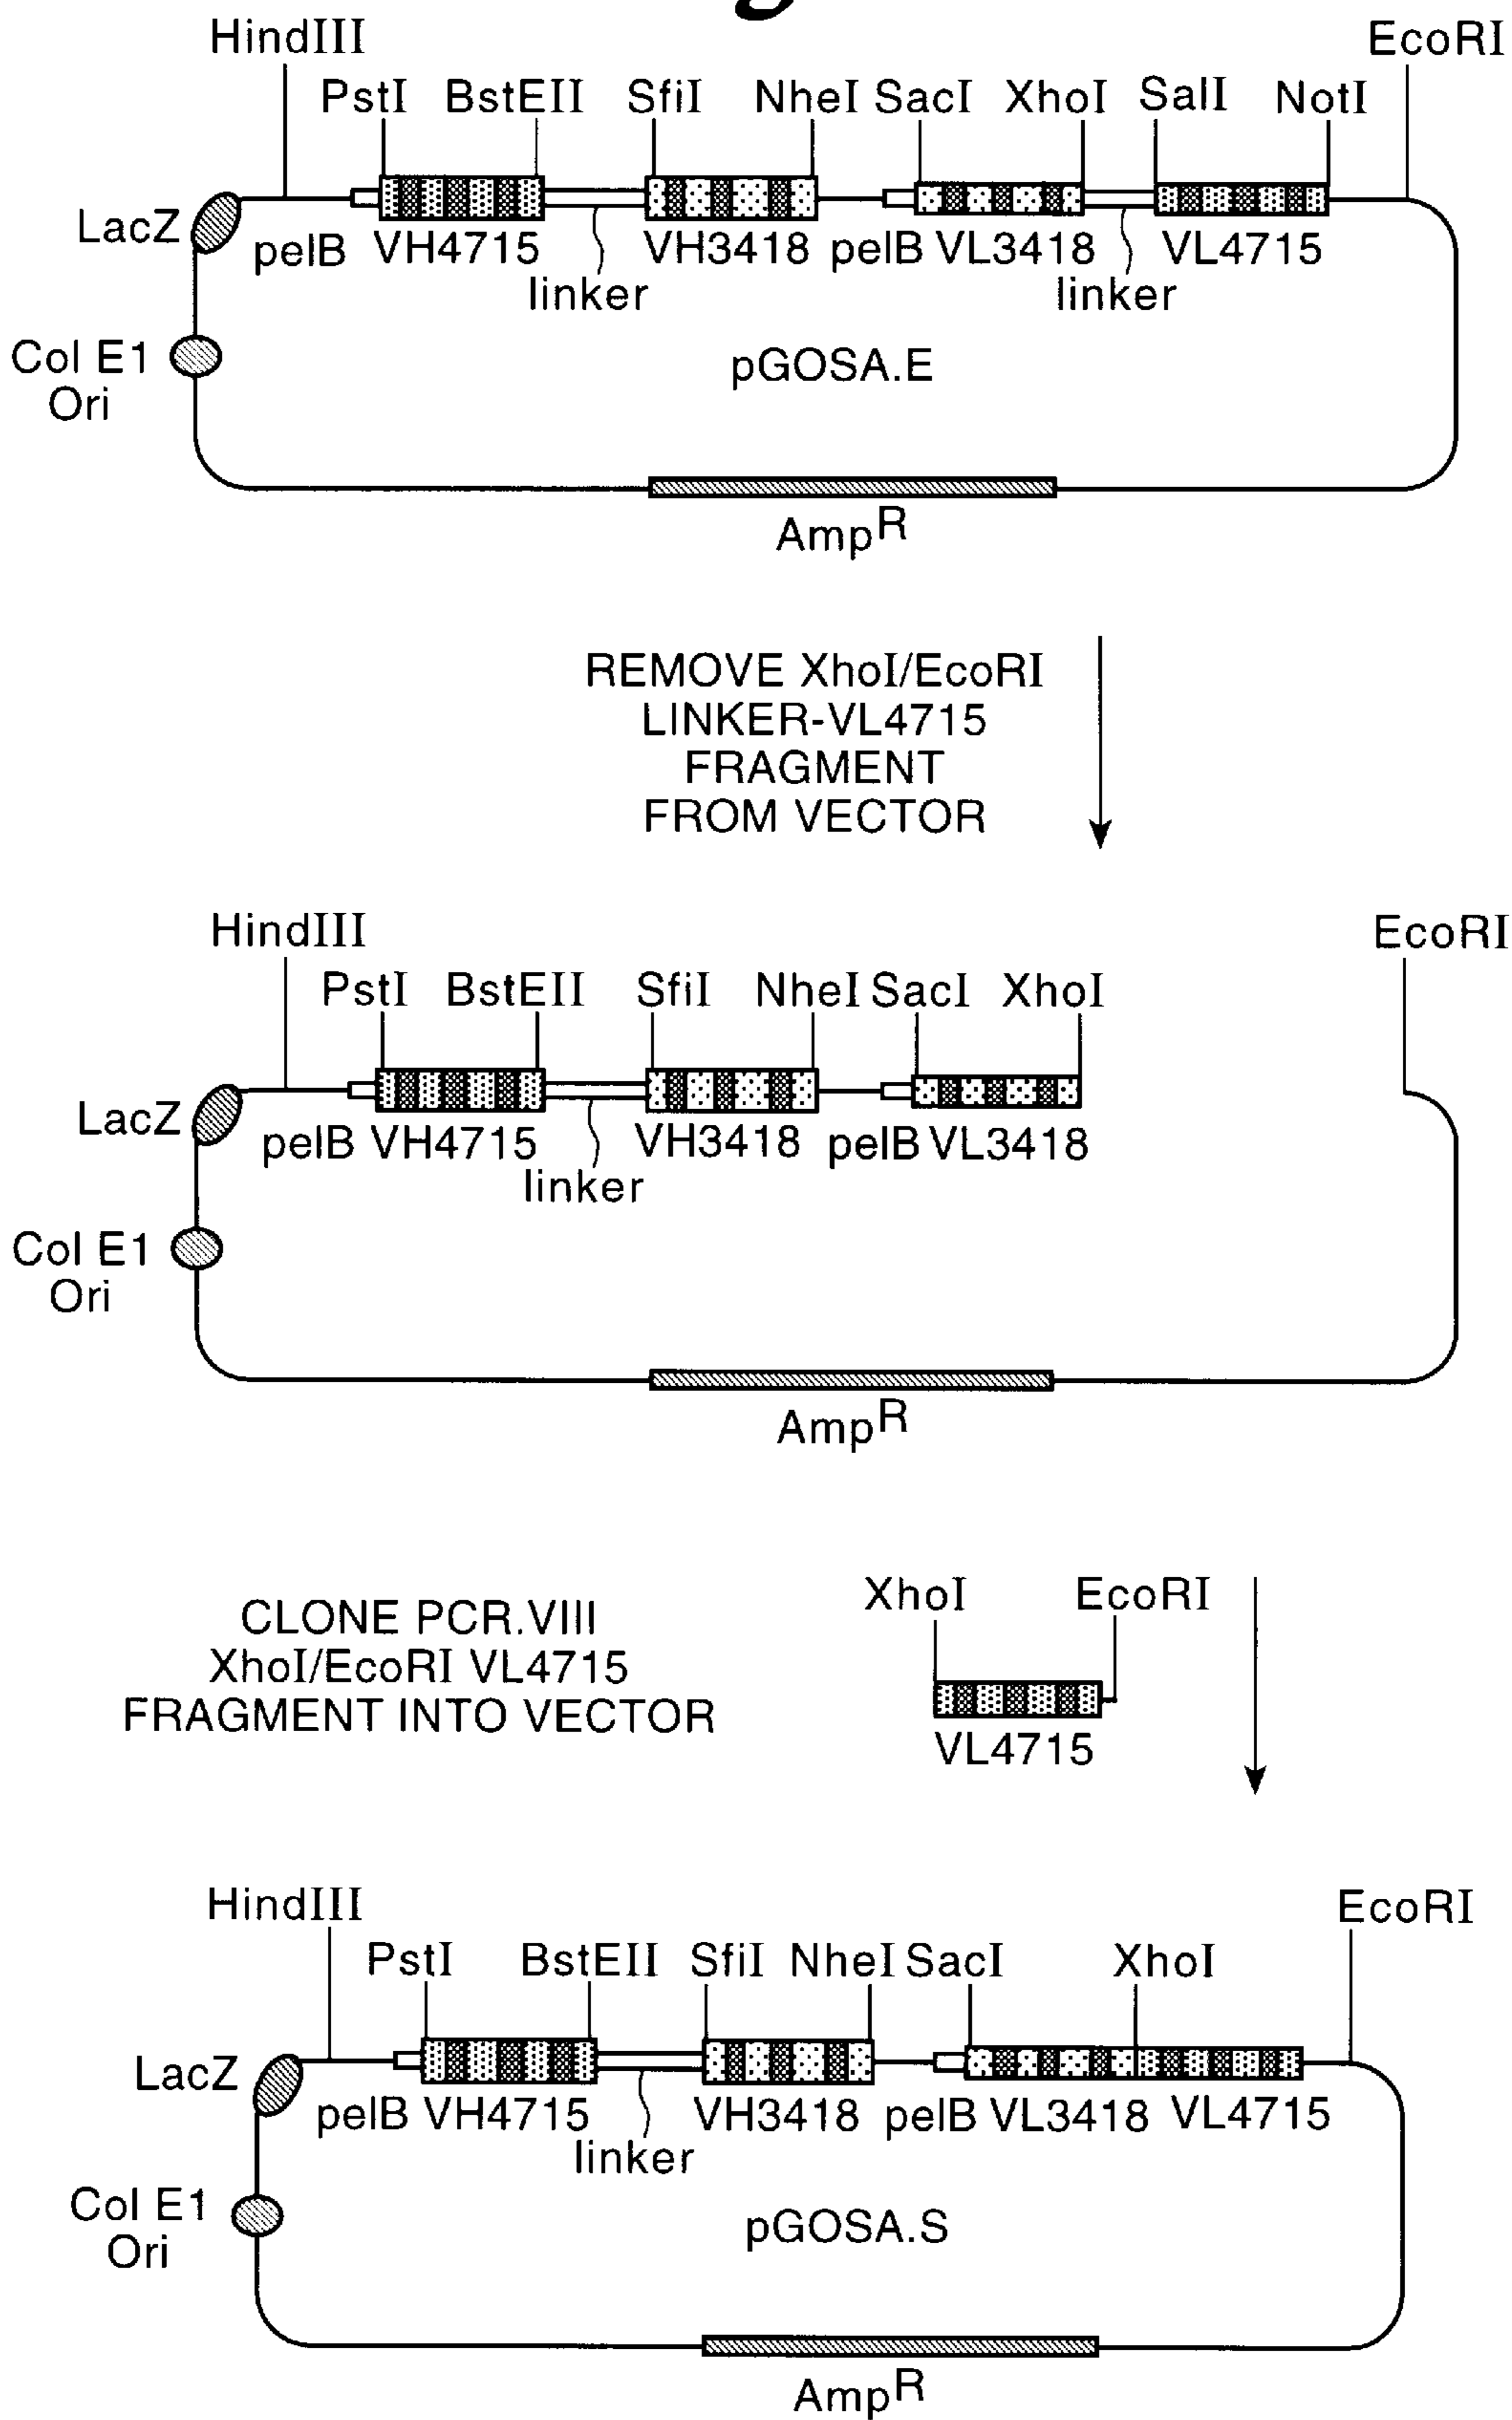 g
HindIII
EcoRI
PstI BstEII SfiI NheI SacI XhoI SalI NotI
LacZ
pelB VH4715 VH3418 pelB VL3418 VL4715
linker linker
Col E1
Ori
pGOSA.E
AmpR
REMOVE XhoI/EcoRI
LINKER-VL4715
FRAGMENT
FROM VECTOR
HindIII
EcoRI
PstI BstEII SfiI NheI SacI XhoI
LacZ
pelB VH4715 VH3418 pelB VL3418
linker
Col E1
Ori
AmpR
XhoI EcoRI
CLONE PCR.VIII
XhoI/EcoRI VL4715
FRAGMENT INTO VECTOR
VL4715
HindIII
EcoRI
PstI BstEII SfiI NheI SacI XhoI
LacZ
pelB VH4715 VH3418 pelB VL3418 VL4715
linker
Col E1
Ori
pGOSA.S
AmpR